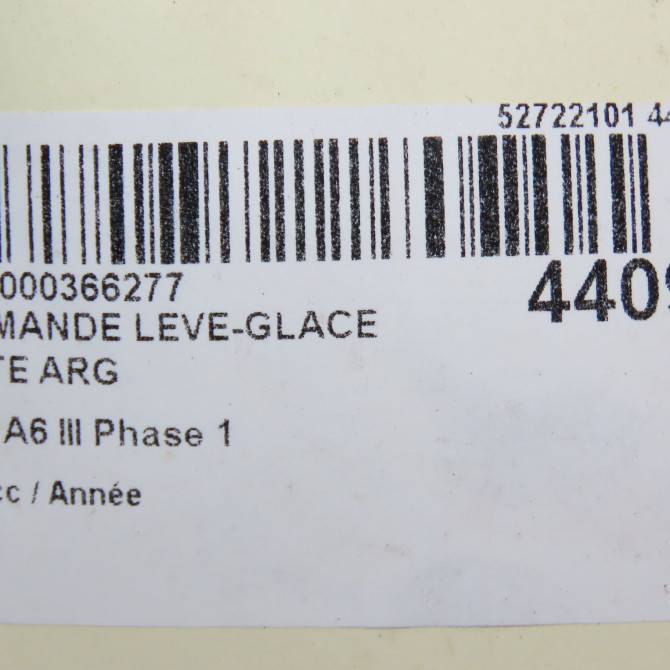 52722101 44
000366277
4409
MANDE LEVE-GLACE
TE ARG
A6 III Phase 1
cc / Année